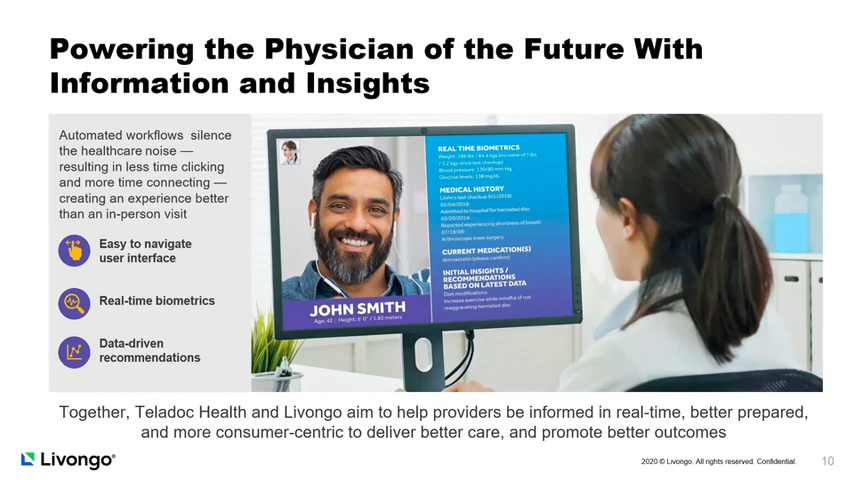 Powering the Physician of the Future With
Information and Insights
Automated workflows silence
the healthcare noise —
resulting in less time clicking
and more time connecting —
creating an experience better
than an in-person visit
Easy to navigate
user interface
Real-time biometrics
Data-driven
recommendations
JOHN SMITH
Age: 42 | Height: 6' 0" / 1.83 meters
REAL TIME BIOMETRICS
Weight: 186 lbs / 84.4 kgs (increase of 7 lbs
/ 3.2 kgs since last checkup)
Blood pressure: 130/80 mm Hg
Glucose levels: 136 mg/dL
MEDICAL HISTORY
(John's last checkup 9/2/2019)
03/04/2016:
Admitted to hospital for herniated disc
02/20/2014:
Reported experiencing shortness of breath
07/18/08:
Arthroscopic knee surgery
CURRENT MEDICATION(S)
atorvastatin (please confirm)
INITIAL INSIGHTS /
RECOMMENDATIONS
BASED ON LATEST DATA
Diet modifications
Increase exercise while mindful of not
reaggravating herniated disc
Together, Teladoc Health and Livongo aim to help providers be informed in real-time, better prepared,
and more consumer-centric to deliver better care, and promote better outcomes
Livongo®
2020 © Livongo. All rights reserved. Confidential.
10